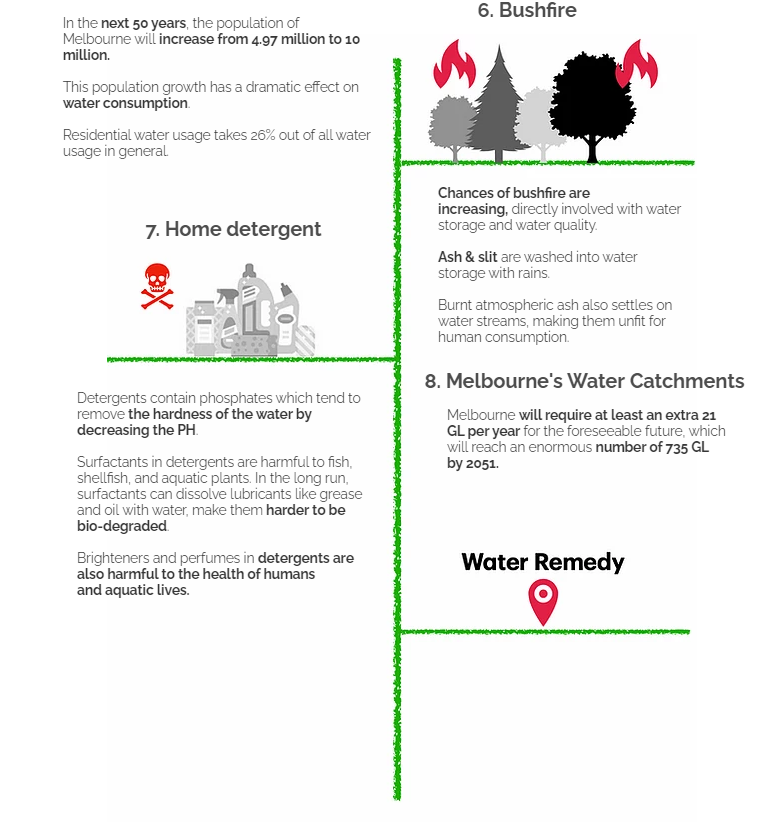 In the next 50 years, the population of
Melbourne will increase from 4.97 million to 10
million.
This population growth has a dramatic effect on
water consumption.
Residential water usage takes 26% out of all water
usage in general.
6. Bushfire
Chances of bushfire are
increasing, directly involved with water
storage and water quality.
Ash & slit are washed into water
storage with rains.
Burnt atmospheric ash also settles on
water streams, making them unfit for
human consumption.
7. Home detergent
Detergents contain phosphates which tend to
remove the hardness of the water by
decreasing the PH.
Surfactants in detergents are harmful to fish,
shellfish, and aquatic plants. In the long run,
surfactants can dissolve lubricants like grease
and oil with water, make them harder to be
bio-degraded.
Brighteners and perfumes in detergents are
also harmful to the health of humans
and aquatic lives.
8. Melbourne's Water Catchments
Melbourne will require at least an extra 21
GL per year for the foreseeable future, which
will reach an enormous number of 735 GL
by 2051.
Water Remedy